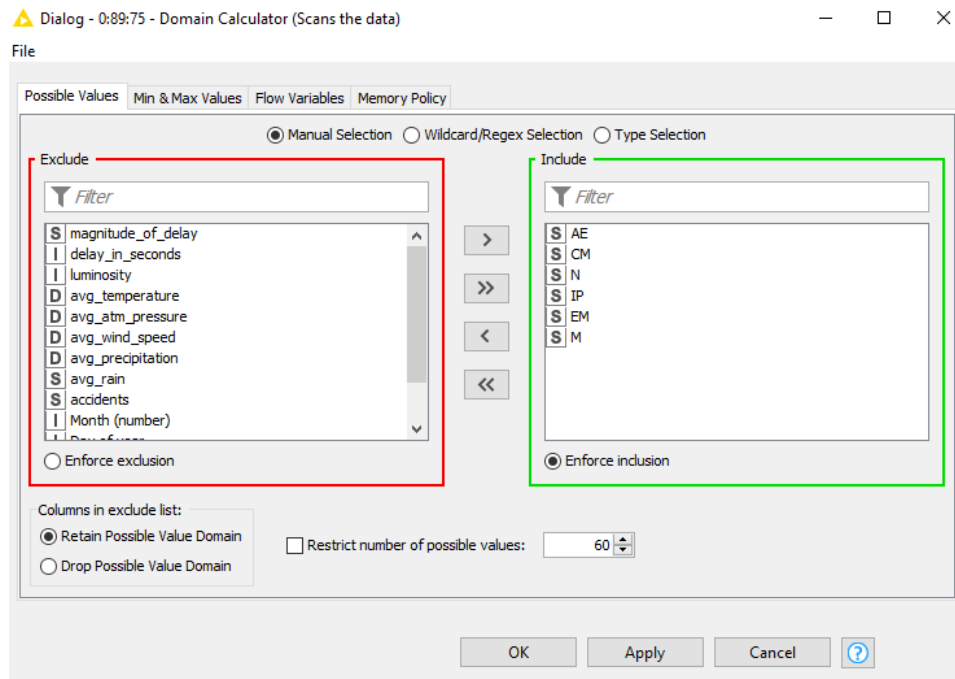 Dialog - 0:89:75 - Domain Calculator (Scans the data)
File
Possible Values Min & Max Values Flow Variables Memory Policy
Manual Selection Wildcard/Regex Selection Type Selection
Exclude
Filter
S magnitude_of_delay
I delay_in_seconds
I luminosity
D avg_temperature
D avg_atm_pressure
D avg_wind_speed
D avg_precipitation
S avg_rain
S accidents
I Month (number)
Enforce exclusion
>
>>
<
<<
Include
Filter
S AE
S CM
S N
S IP
S EM
S M
Enforce inclusion
Columns in exclude list:
Retain Possible Value Domain
Drop Possible Value Domain
Restrict number of possible values: 60
OK Apply Cancel ?